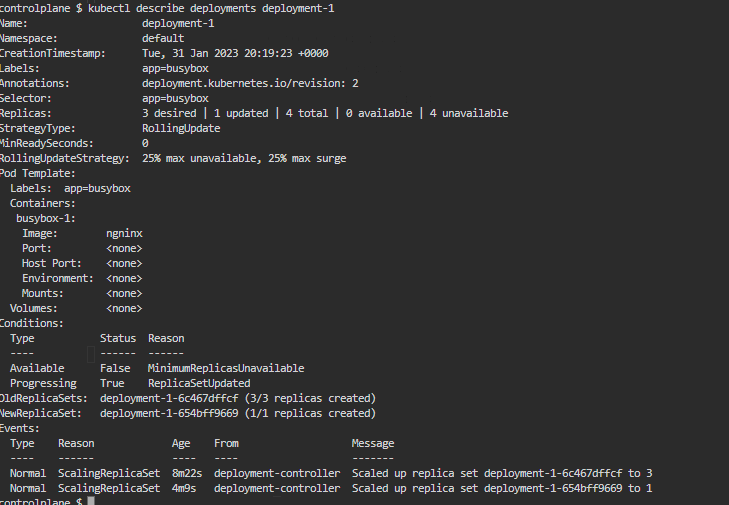 controlplane $ kubectl describe deployments deployment-1
Name:                   deployment-1
Namespace:              default
CreationTimestamp:      Tue, 31 Jan 2023 20:19:23 +0000
Labels:                 app=busybox
Annotations:            deployment.kubernetes.io/revision: 2
Selector:               app=busybox
Replicas:               3 desired | 1 updated | 4 total | 0 available | 4 unavailable
StrategyType:           RollingUpdate
MinReadySeconds:        0
RollingUpdateStrategy:  25% max unavailable, 25% max surge
Pod Template:
  Labels:  app=busybox
  Containers:
   busybox-1:
    Image:        ngninx
    Port:         <none>
    Host Port:    <none>
    Environment:  <none>
    Mounts:       <none>
  Volumes:        <none>
Conditions:
  Type           Status  Reason
  ----           ------  ------
  Available      False   MinimumReplicasUnavailable
  Progressing    True    ReplicaSetUpdated
OldReplicaSets:  deployment-1-6c467dffcf (3/3 replicas created)
NewReplicaSet:   deployment-1-654bff9669 (1/1 replicas created)
Events:
  Type    Reason             Age    From                   Message
  ----    ------             ----   ----                   -------
  Normal  ScalingReplicaSet  8m22s  deployment-controller  Scaled up replica set deployment-1-6c467dffcf to 3
  Normal  ScalingReplicaSet  4m9s   deployment-controller  Scaled up replica set deployment-1-654bff9669 to 1
controlplane $